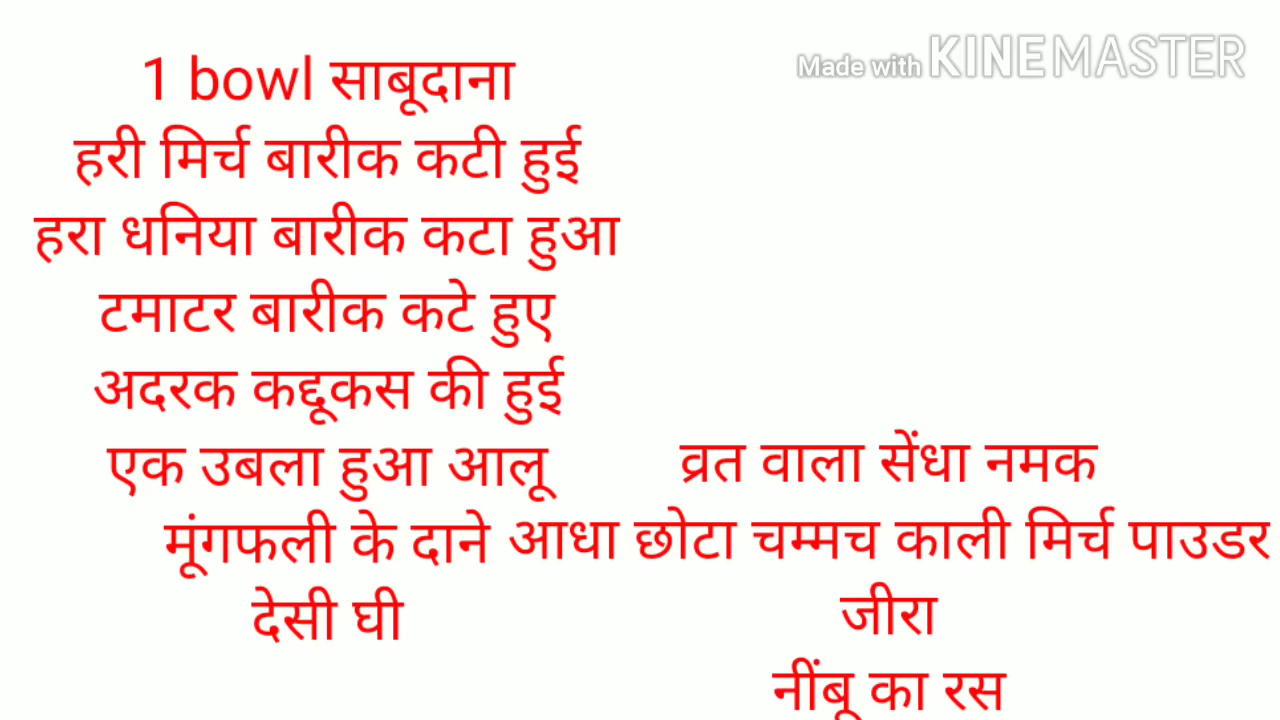 Made with KINEMASTER
1 bowl साबूदाना
हरी मिर्च बारीक कटी हुई
हरा धनिया बारीक कटा हुआ
टमाटर बारीक कटे हुए
अदरक कद्दूकस की हुई
एक उबला हुआ आलू
मूंगफली के दाने
देसी घी
व्रत वाला सेंधा नमक
आधा छोटा चम्मच काली मिर्च पाउडर
जीरा
नींबू का रस